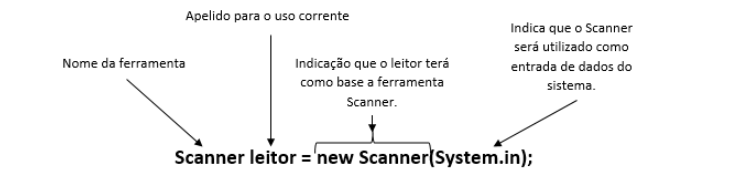 Apelido para o uso corrente
Indica que o Scanner
será utilizado como
entrada de dados do
sistema.
Nome da ferramenta
Indicação que o leitor terá
como base a ferramenta
Scanner.
Scanner leitor = new Scanner(System.in);